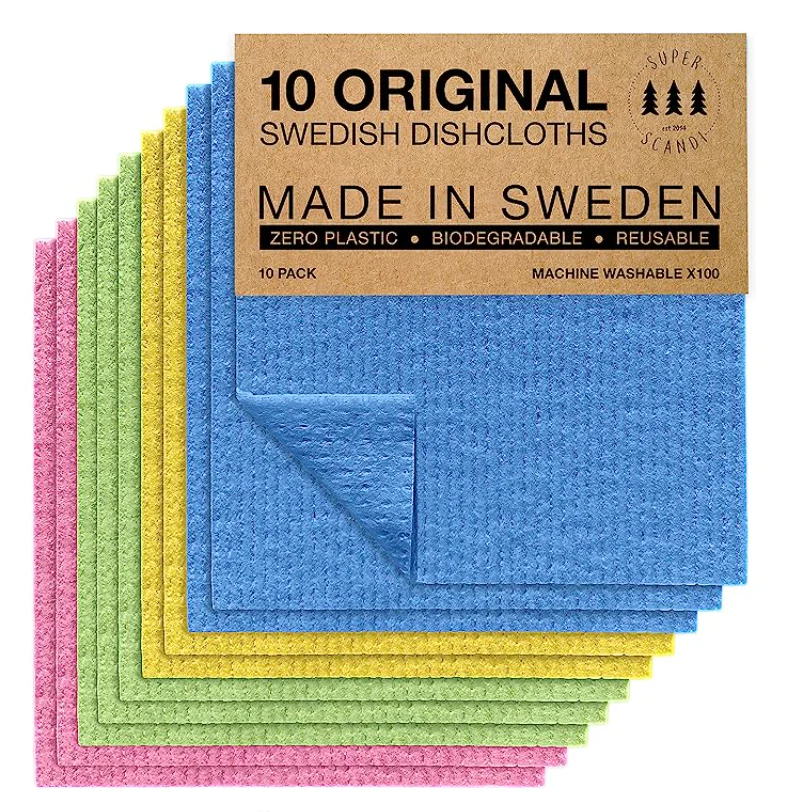 10 ORIGINAL
SWEDISH DISHCLOTHS
SUPER
est 2014
SCANDI
MADE IN SWEDEN
ZERO PLASTIC • BIODEGRADABLE • REUSABLE
10 PACK
MACHINE WASHABLE X100